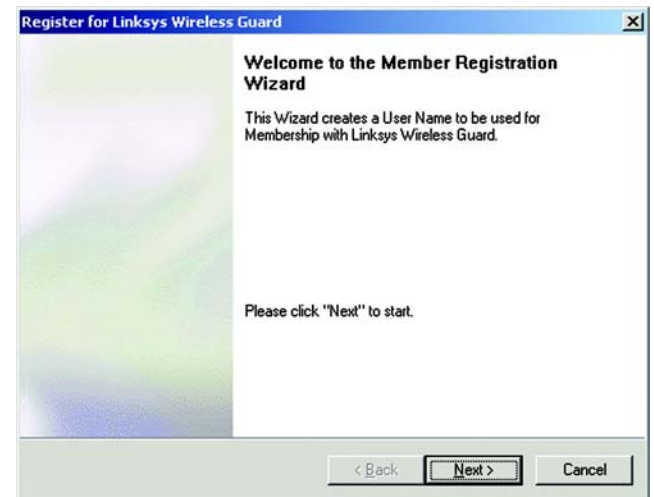 Register for Linksys Wireless Guard
Welcome to the Member Registration
Wizard
This Wizard creates a User Name to be used for
Membership with Linksys Wireless Guard.
Please click "Next" to start.
< Back
Next >
Cancel